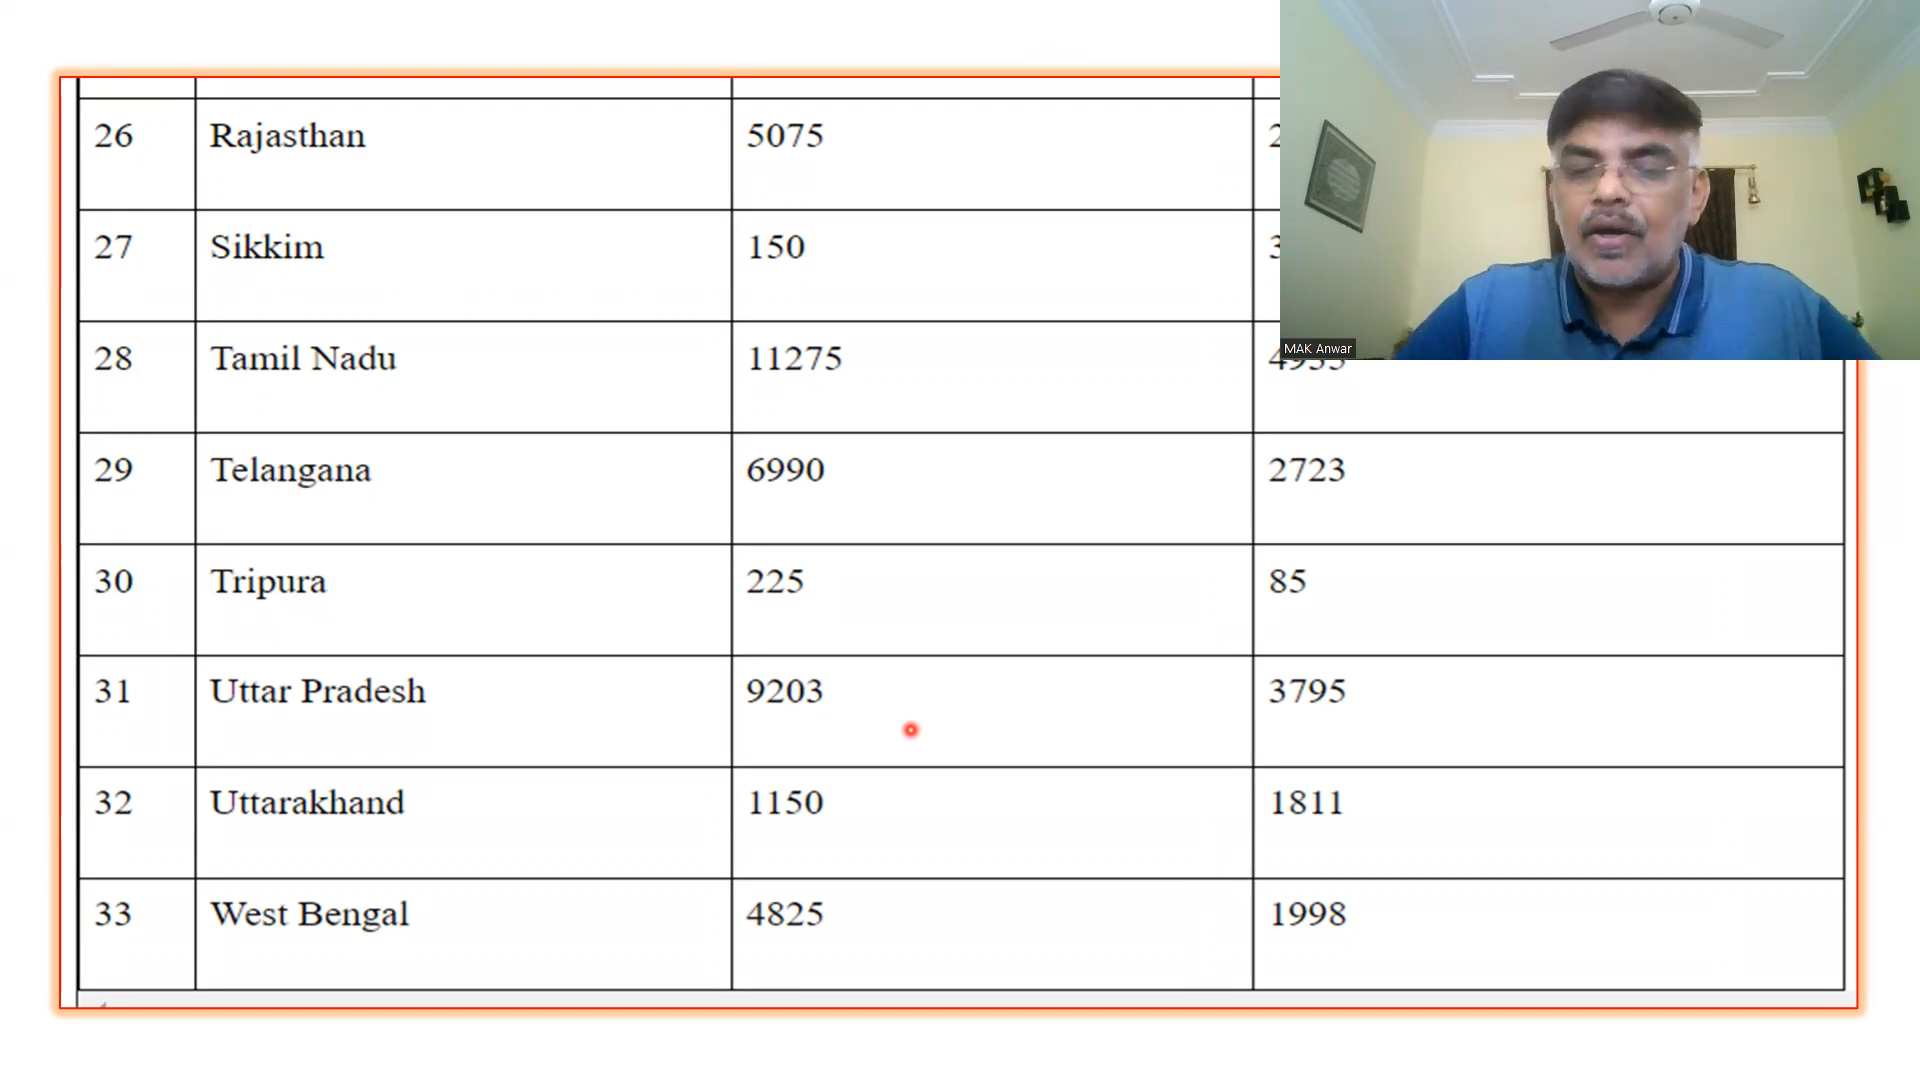 26 Rajasthan 5075
27 Sikkim 150
28 Tamil Nadu 11275
29 Telangana 6990 2723
30 Tripura 225 85
31 Uttar Pradesh 9203 3795
32 Uttarakhand 1150 1811
33 West Bengal 4825 1998
MAK Anwar